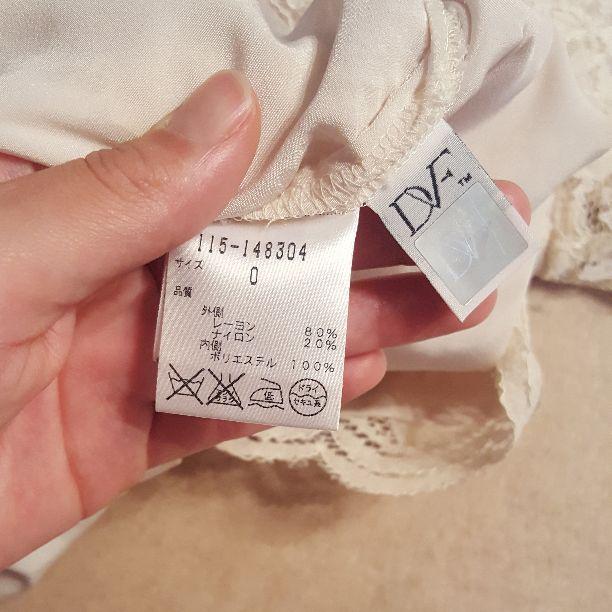 115-148304
サイズ
0
品質
外側
レーヨン 80%
ナイロン 20%
内側
ポリエステル 100%
低
ドライ
セキユ系
DVF™
DVF